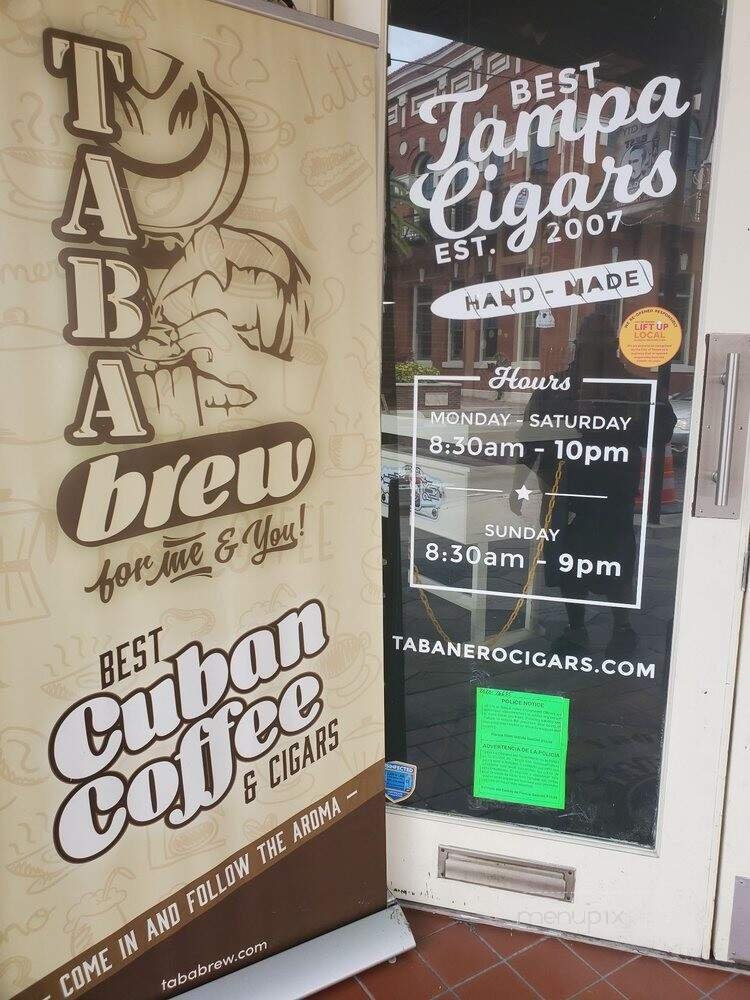 TABA
brew
for me & You!
BEST
Cuban
Coffee
& CIGARS
- COME IN AND FOLLOW THE AROMA -
tababrew.com
BEST
Tampa
Cigars
EST. 2007
HAND-MADE
LIFT UP
LOCAL
Hours
MONDAY - SATURDAY
8:30am - 10pm
SUNDAY
8:30am - 9pm
TABANEROCIGARS.COM
POLICE NOTICE
ADVERTENCIA DE LA POLICIA
menupix